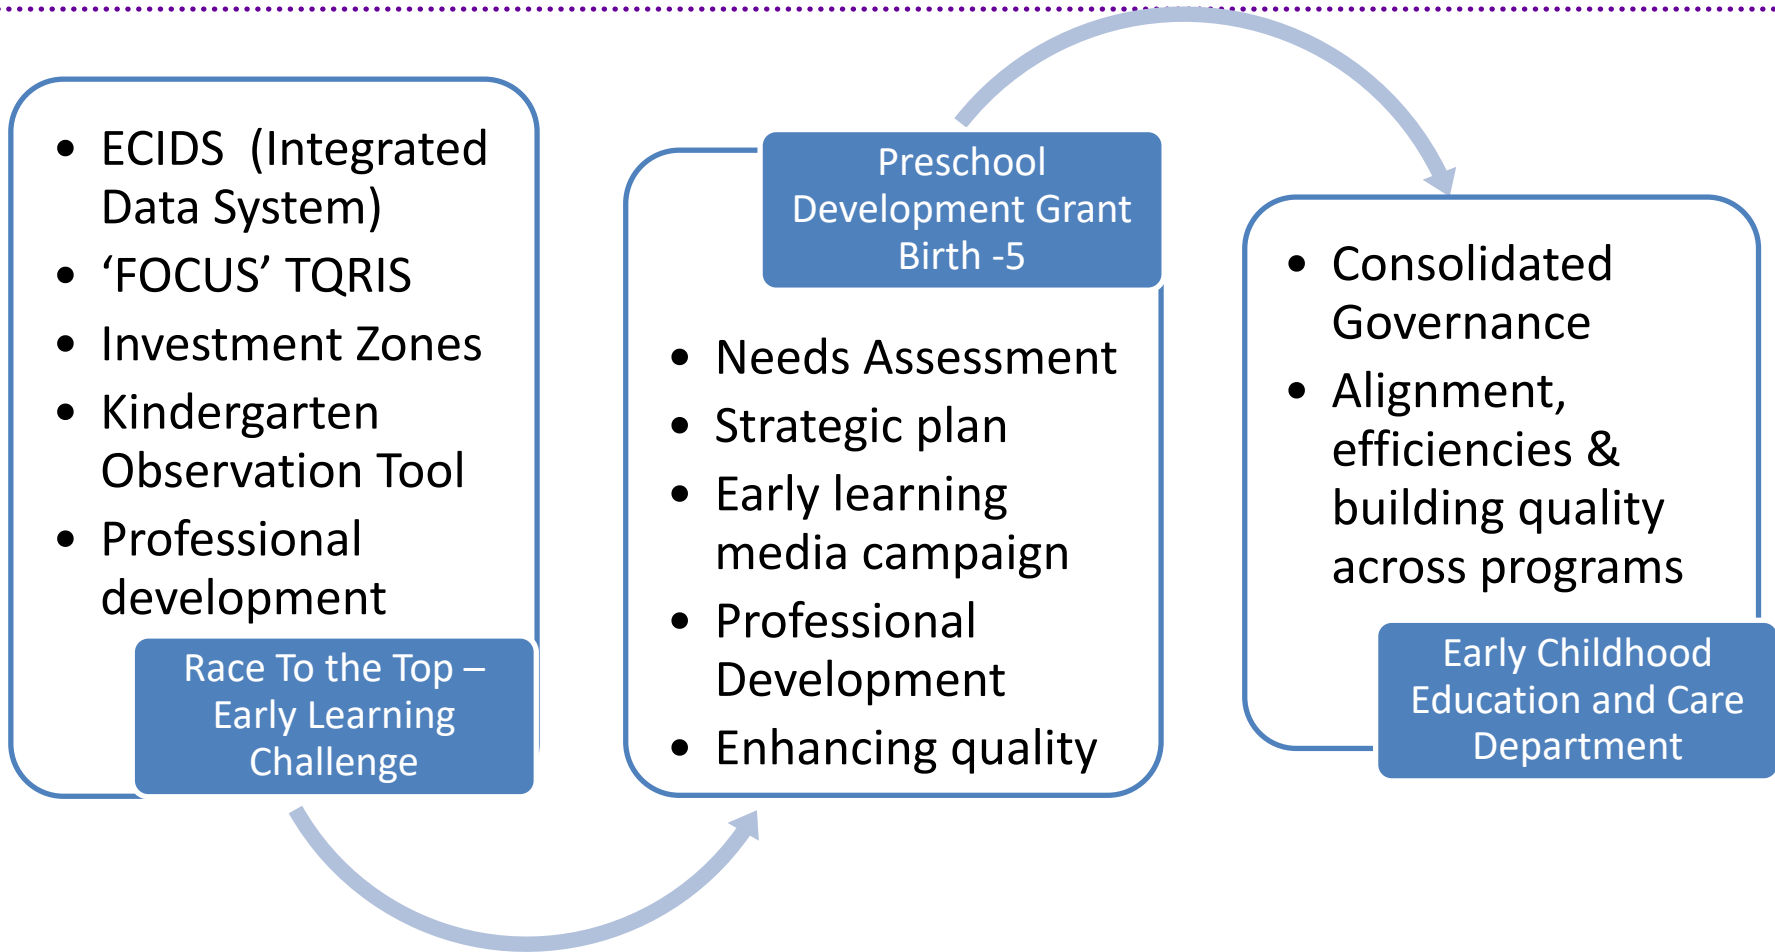 • ECIDS  (Integrated
Data System)
• ‘FOCUS’ TQRIS
• Investment Zones
• Kindergarten
Observation Tool
• Professional
development
Race To the Top –
Early Learning
Challenge
Preschool
Development Grant
Birth -5
• Needs Assessment
• Strategic plan
• Early learning
media campaign
• Professional
Development
• Enhancing quality
• Consolidated
Governance
• Alignment,
efficiencies &
building quality
across programs
Early Childhood
Education and Care
Department